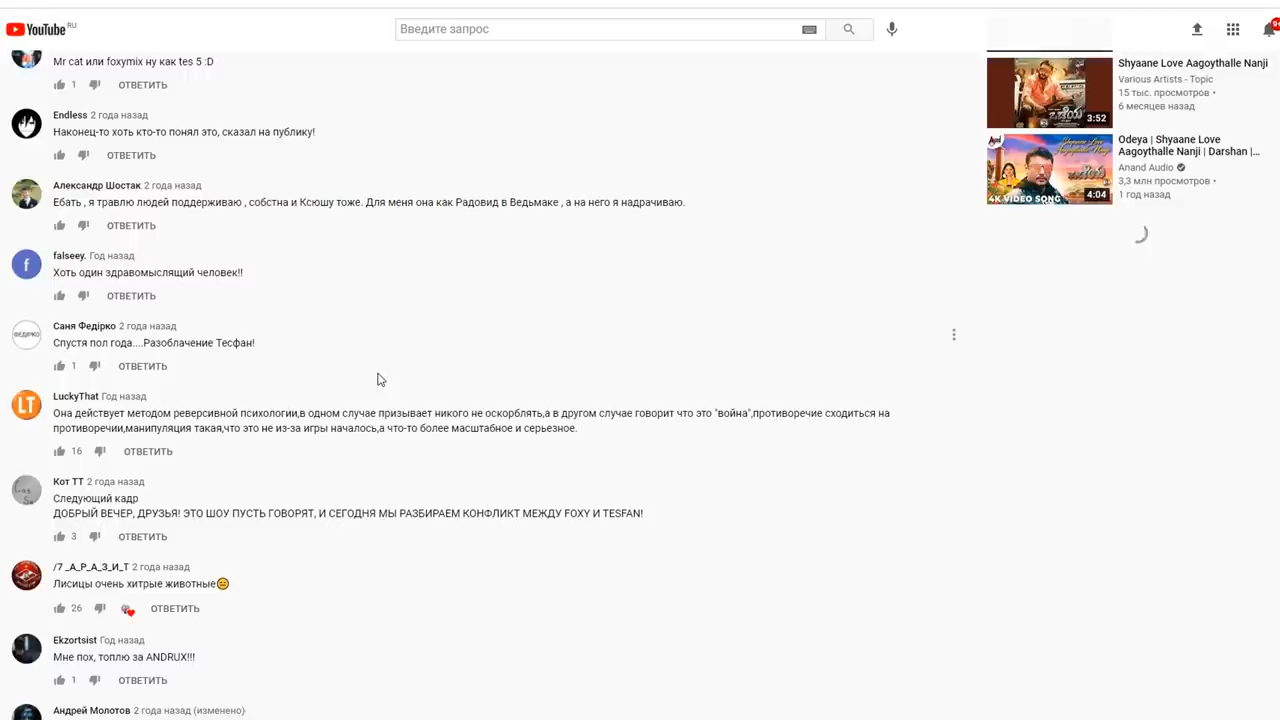 YouTube RU
Введите запрос
9+
Mr cat или foxymix ну как tes 5 :D
1 ОТВЕТИТЬ
Endless 2 года назад
Наконец-то хоть кто-то понял это, сказал на публику!
ОТВЕТИТЬ
Александр Шостак 2 года назад
Ебать , я травлю людей поддерживаю , собстна и Ксюшу тоже. Для меня она как Радовид в Ведьмаке , а на него я надрачиваю.
ОТВЕТИТЬ
f
falseey. Год назад
Хоть один здравомыслящий человек!!
ОТВЕТИТЬ
ФЕДІРКО
Саня Федірко 2 года назад
Спустя пол года....Разоблачение Тесфан!
1 ОТВЕТИТЬ
LT
LuckyThat Год назад
Она действует методом реверсивной психологии,в одном случае призывает никого не оскорблять,а в другом случае говорит что это "война",противоречие сходиться на
противоречии,манипуляция такая,что это не из-за игры началось,а что-то более масштабное и серьезное.
16 ОТВЕТИТЬ
Кот ТТ 2 года назад
Следующий кадр
ДОБРЫЙ ВЕЧЕР, ДРУЗЬЯ! ЭТО ШОУ ПУСТЬ ГОВОРЯТ, И СЕГОДНЯ МЫ РАЗБИРАЕМ КОНФЛИКТ МЕЖДУ FOXY И TESFAN!
3 ОТВЕТИТЬ
/7 _А_Р_А_З_И_Т 2 года назад
Лисицы очень хитрые животные😑
26 ОТВЕТИТЬ
Ekzortsist Год назад
Мне пох, топлю за ANDRUX!!!
1 ОТВЕТИТЬ
Андрей Молотов 2 года назад (изменено)
Shyaane Love Aagoythalle Nanji
Various Artists - Topic
15 тыс. просмотров •
6 месяцев назад
3:52
Odeya | Shyaane Love
Aagoythalle Nanji | Darshan |...
Anand Audio
3,3 млн просмотров •
1 год назад
4K VIDEO SONG
4:04